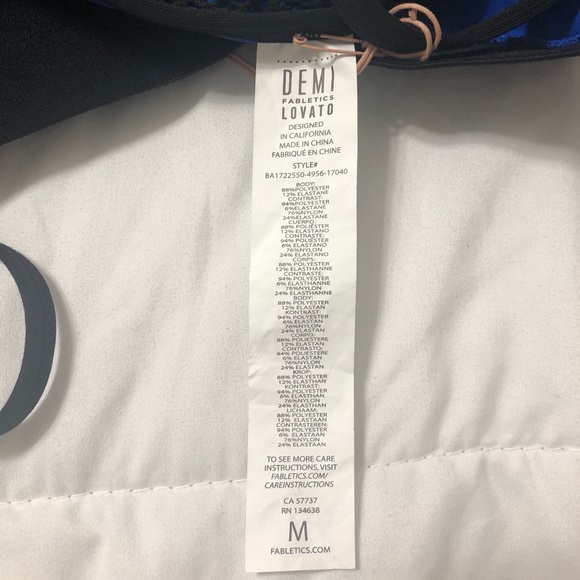 DEMI
FABLETICS
LOVATO
DESIGNED
IN CALIFORNIA
MADE IN CHINA
FABRIQUÉ EN CHINE
STYLE#
BA1722550-4956-17040
BODY:
88%POLYESTER
12% ELASTANE
CONTRAST:
94%POLYESTER
6%ELASTANE
76%NYLON
24%ELASTANE
CUERPO:
88% POLIÉSTER
12% ELASTANO
CONTRASTE:
94% POLIÉSTER
6% ELASTANO
76%NYLON
24% ELASTANO
CORPS:
88% POLYESTER
12% ELASTHANNE
CONTRASTE:
94% POLYESTER
6% ELASTHANNE
76%NYLON
24% ELASTHANNE
BODY:
88% POLYESTER
12% ELASTAN
KONTRAST:
94% POLYESTER
6% ELASTAN
76%NYLON
24% ELASTAN
CORPO:
88% POLIESTERE
12% ELASTAN
CONTRASTO:
94% POLIESTERE
6% ELASTAN
76%NYLON
24% ELASTAN
KROP:
88% POLYESTER
12% ELASTHAN
KONTRAST:
94% POLYESTER
6% ELASTHAN
76%NYLON
24% ELASTHAN
LICHAAM:
88% POLYESTER
12% ELASTAAN
CONTRASTEREN:
94% POLYESTER
6% ELASTAAN
76%NYLON
24% ELASTAAN
TO SEE MORE CARE
INSTRUCTIONS, VISIT
FABLETICS.COM/
CAREINSTRUCTIONS
CA 57737
RN 134638
M
FABLETICS.COM